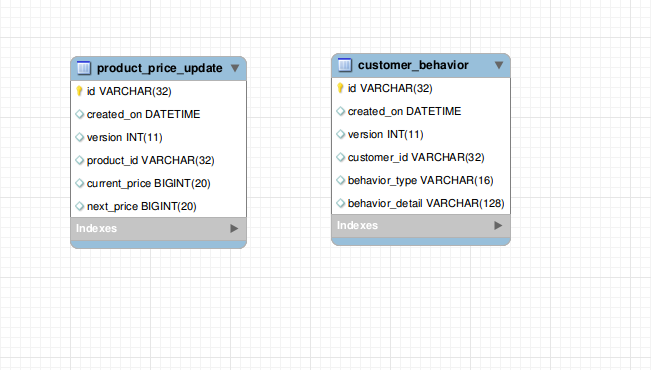 product_price_update
id VARCHAR(32)
created_on DATETIME
version INT(11)
product_id VARCHAR(32)
current_price BIGINT(20)
next_price BIGINT(20)
Indexes
customer_behavior
id VARCHAR(32)
created_on DATETIME
version INT(11)
customer_id VARCHAR(32)
behavior_type VARCHAR(16)
behavior_detail VARCHAR(128)
Indexes